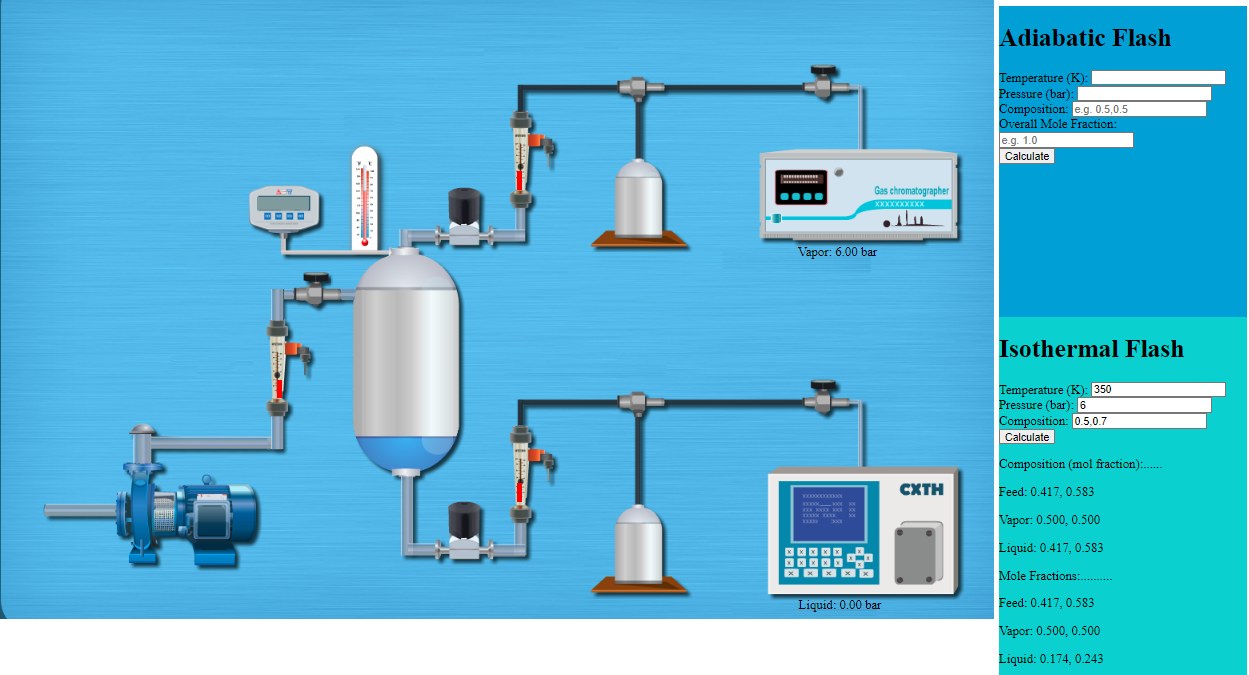 Adiabatic Flash
Temperature (K):
Pressure (bar):
Composition: e.g. 0.5,0.5
Overall Mole Fraction:
e.g. 1.0
Calculate
Gas chromatographer
XXXXXXXXXX
Vapor: 6.00 bar
Isothermal Flash
Temperature (K): 350
Pressure (bar): 6
Composition: 0.5,0.7
Calculate
Composition (mol fraction):......
Feed: 0.417, 0.583
Vapor: 0.500, 0.500
Liquid: 0.417, 0.583
Mole Fractions:..........
Feed: 0.417, 0.583
Vapor: 0.500, 0.500
Liquid: 0.174, 0.243
CXTH
Liquid: 0.00 bar